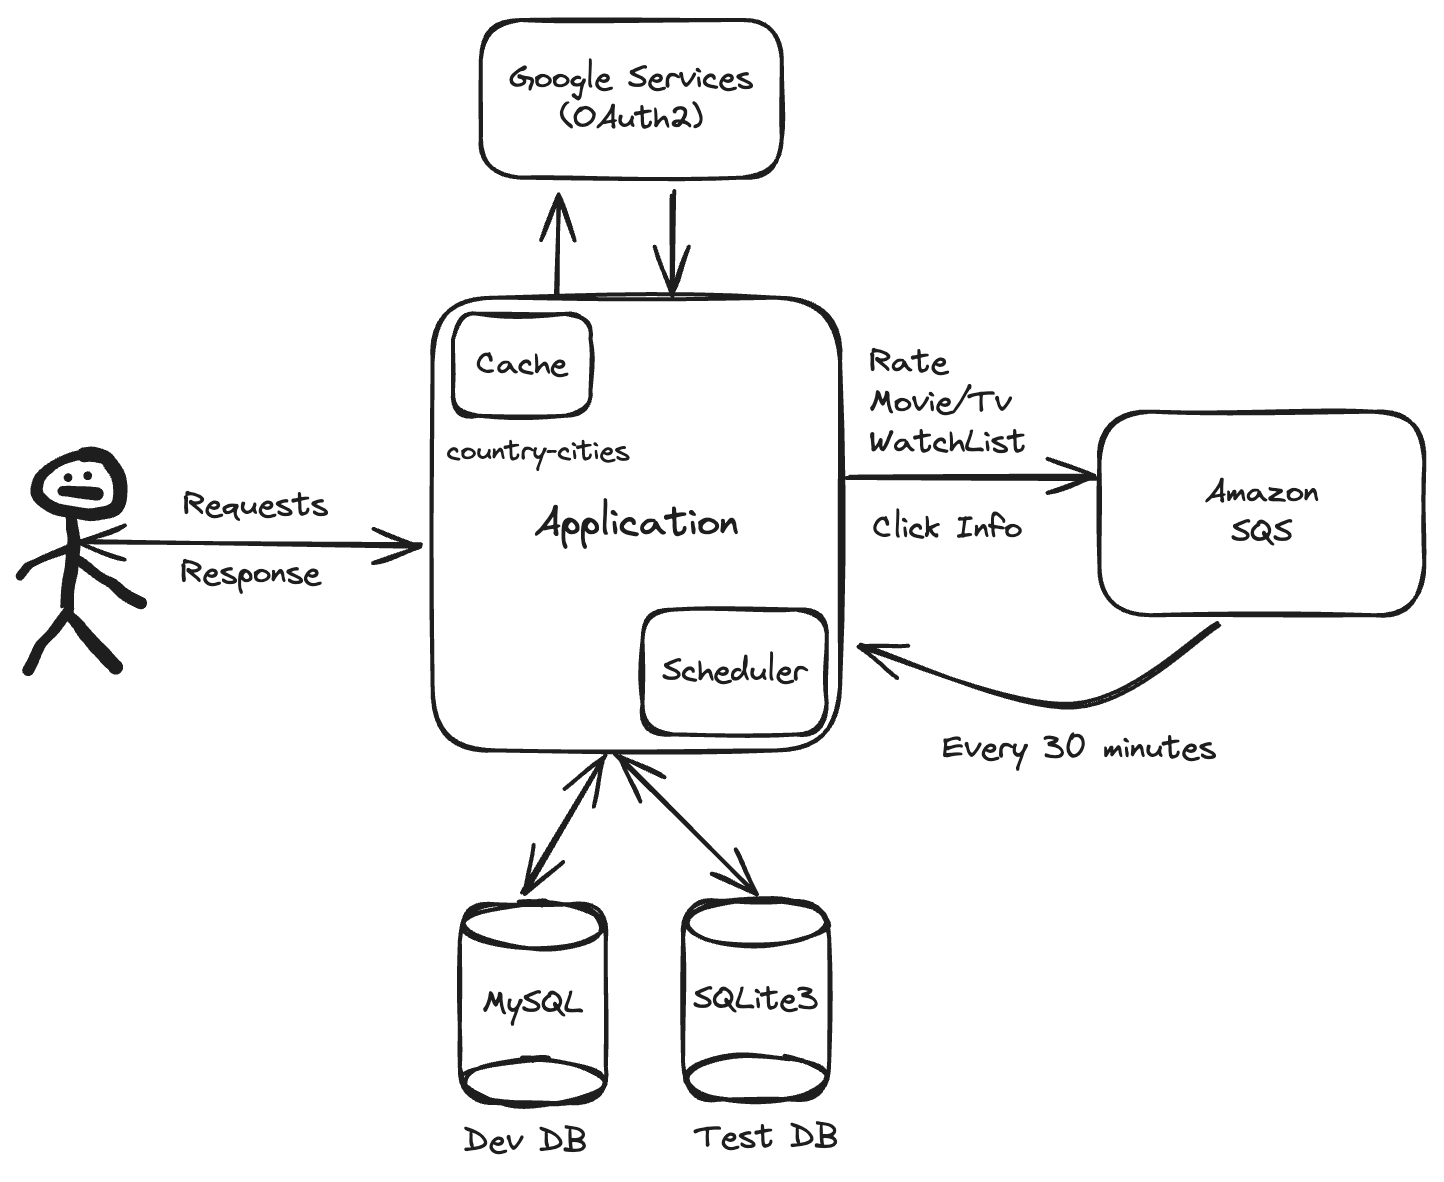 Google Services
(OAuth2)
Cache
country-cities
Application
Scheduler
Requests
Response
Rate
Movie/Tv
WatchList
Click Info
Amazon
SQS
Every 30 minutes
MySQL
SQLite3
Dev DB
Test DB